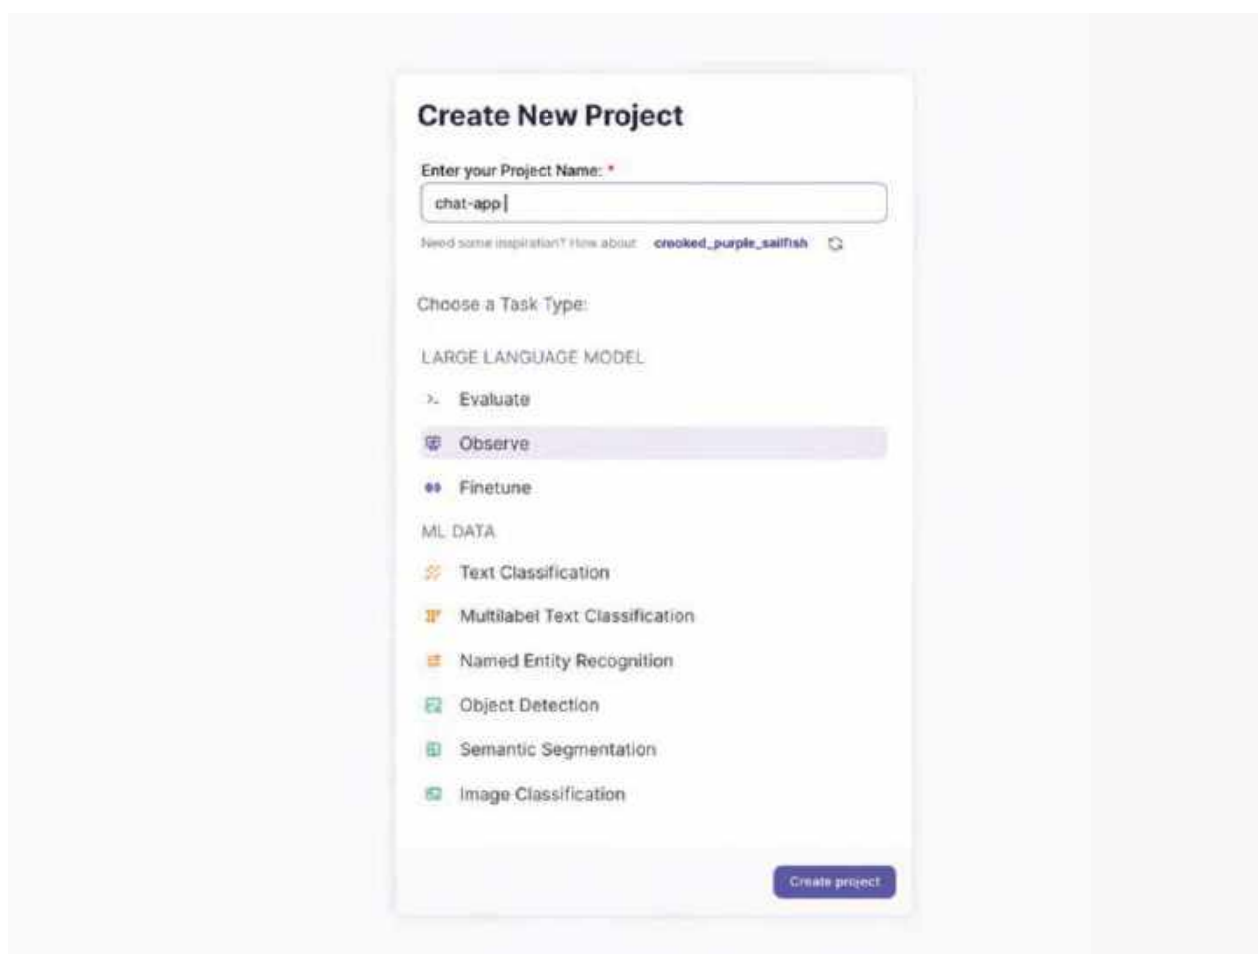 Create New Project
Enter your Project Name: *
chat-app
Need some inspiration? How about crooked_purple_sailfish
Choose a Task Type:
LARGE LANGUAGE MODEL
Evaluate
Observe
Finetune
ML DATA
Text Classification
Multilabel Text Classification
Named Entity Recognition
Object Detection
Semantic Segmentation
Image Classification
Create project